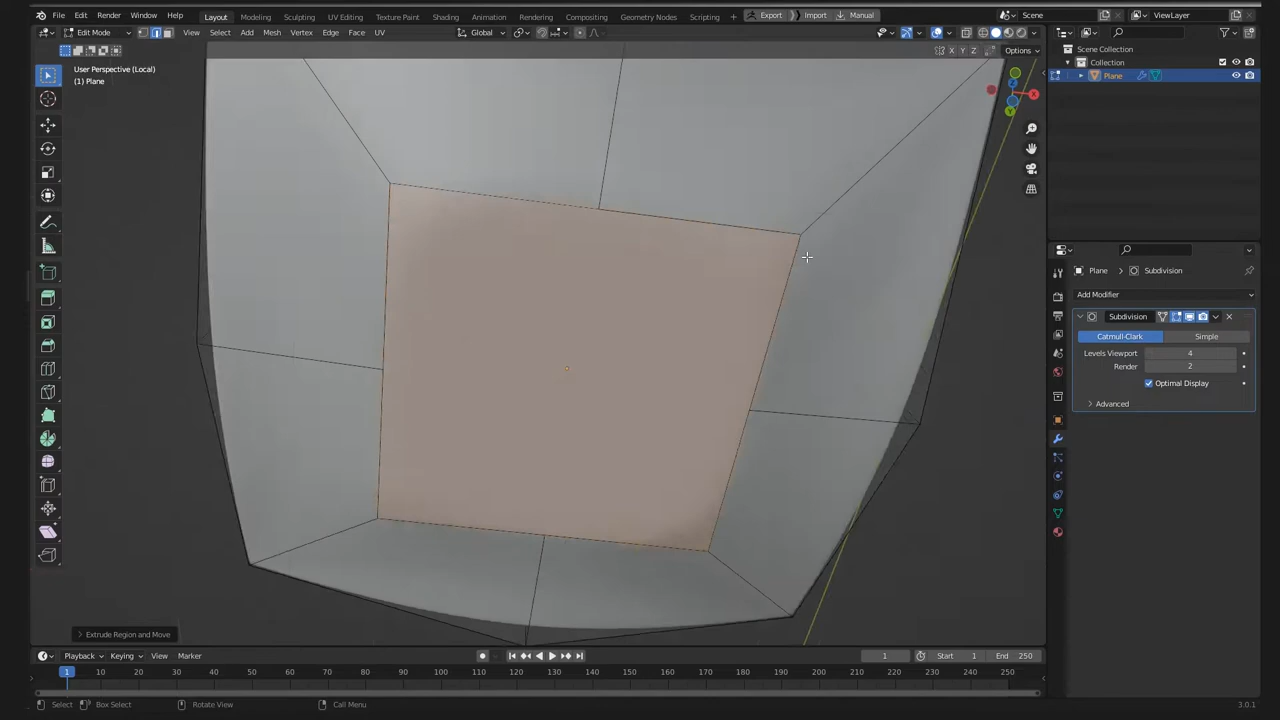 File Edit Render Window Help Layout Modeling Sculpting UV Editing Texture Paint Shading Animation Rendering Compositing Geometry Nodes Scripting + Export Import Manual Scene ViewLayer
Edit Mode View Select Add Mesh Vertex Edge Face UV Global
X Y Z Options
User Perspective (Local)
(1) Plane
Scene Collection
Collection
Plane
X
Y
Plane Subdivision
Add Modifier
Subdivision
Catmull-Clark Simple
Levels Viewport 4
Render 2
Optimal Display
Advanced
Extrude Region and Move
Playback Keying View Marker 1 Start 1 End 250
1 10 20 30 40 50 60 70 80 90 100 110 120 130 140 150 160 170 180 190 200 210 220 230 240 250
Select Box Select Rotate View Call Menu 3.0.1